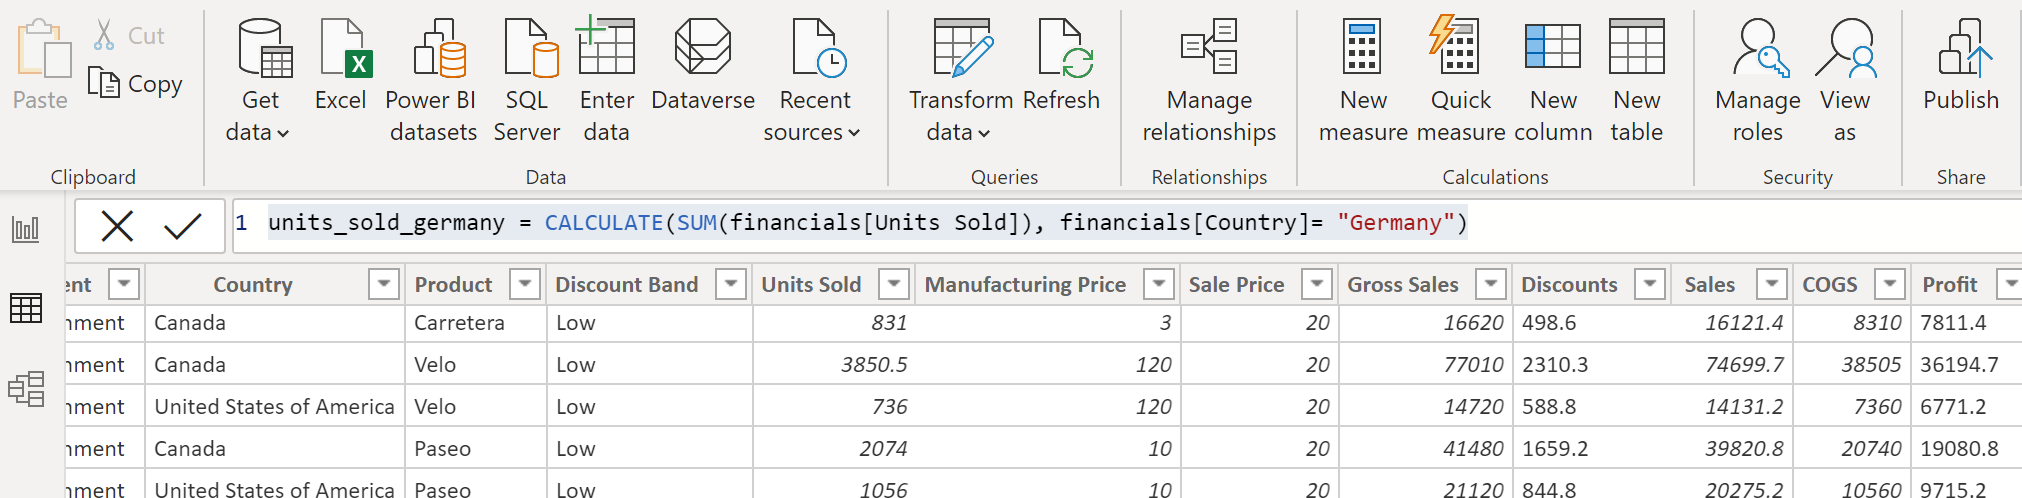 Paste
Cut
Copy
Clipboard
Get data
Excel
Power BI datasets
SQL Server
Enter data
Dataverse
Recent sources
Data
Transform data
Refresh
Queries
Manage relationships
Relationships
New measure
Quick measure
New column
New table
Calculations
Manage roles
View as
Security
Publish
Share
1 units_sold_germany = CALCULATE(SUM(financials[Units Sold]), financials[Country]= "Germany")
ent Country Product Discount Band Units Sold Manufacturing Price Sale Price Gross Sales Discounts Sales COGS Profit
nment Canada Carretera Low 831 3 20 16620 498.6 16121.4 8310 7811.4
nment Canada Velo Low 3850.5 120 20 77010 2310.3 74699.7 38505 36194.7
nment United States of America Velo Low 736 120 20 14720 588.8 14131.2 7360 6771.2
nment Canada Paseo Low 2074 10 20 41480 1659.2 39820.8 20740 19080.8
nment United States of America Paseo Low 1056 10 20 21120 844.8 20275.2 10560 9715.2